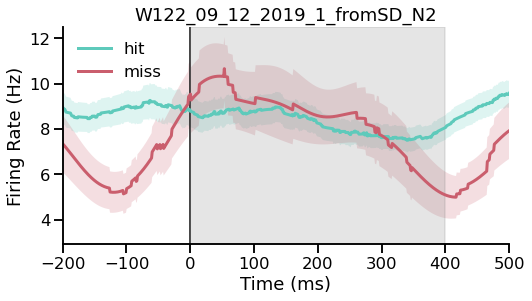 W122_09_12_2019_1_fromSD_N2
hit
miss
Firing Rate (Hz)
12
10
8
6
4
−200 −100 0 100 200 300 400 500
Time (ms)